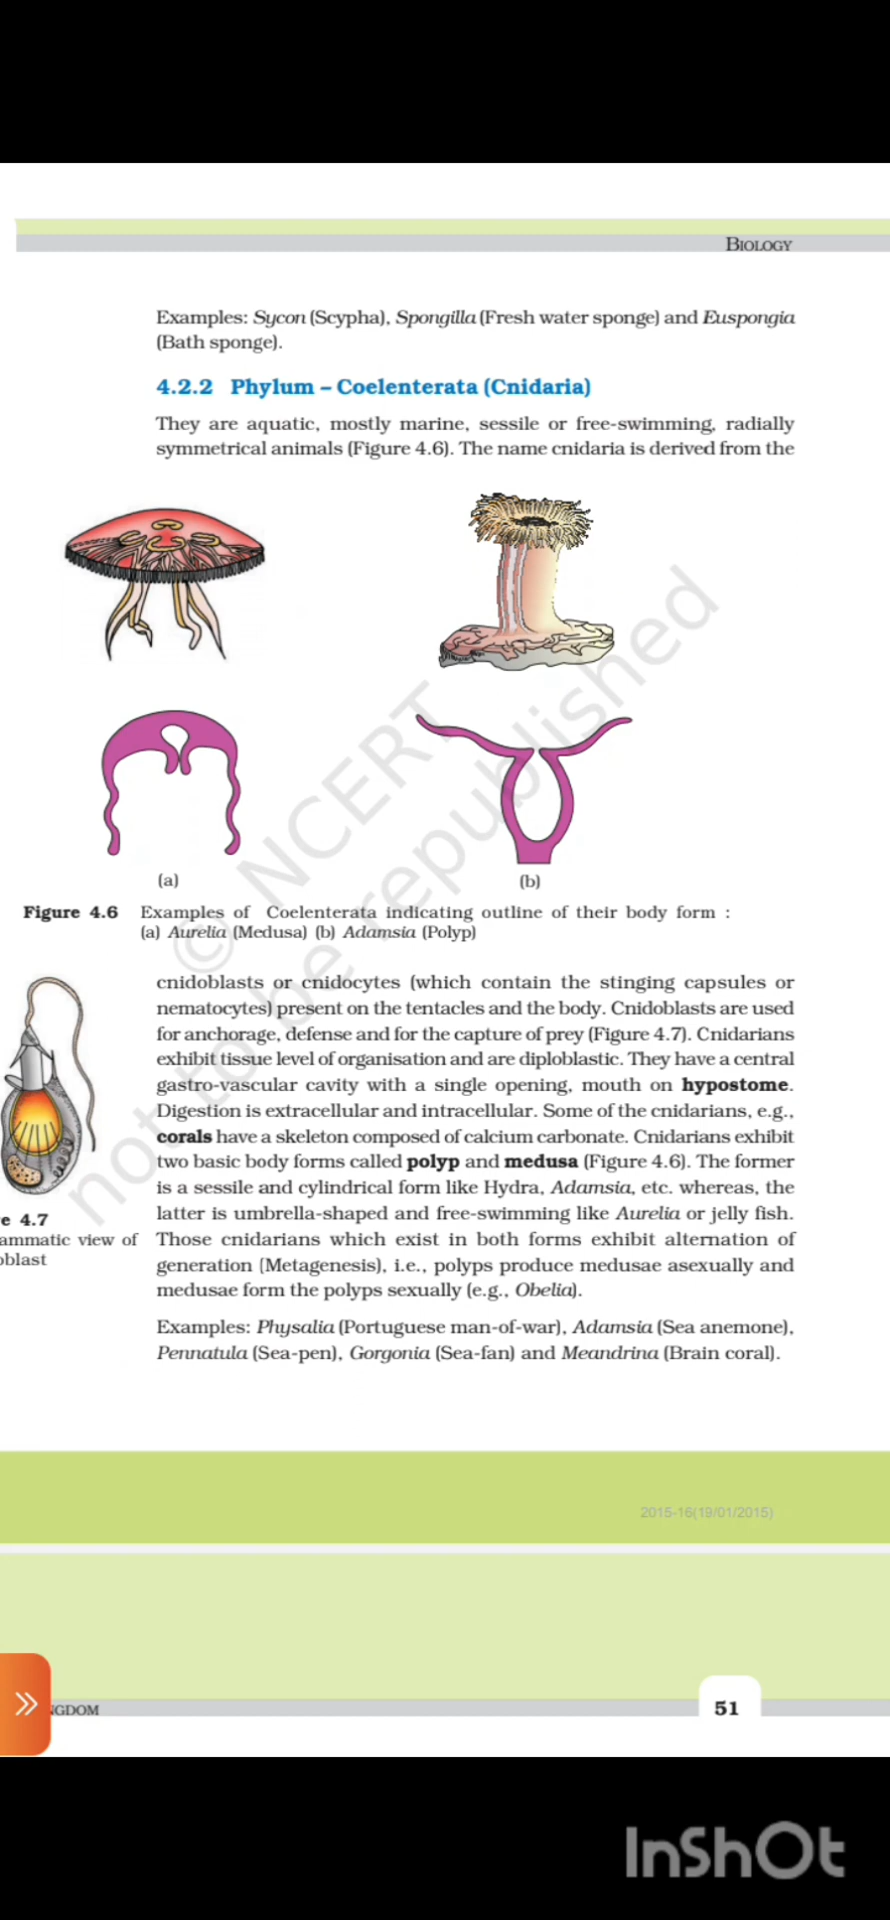 BIOLOGY
Examples: Sycon (Scypha), Spongilla (Fresh water sponge) and Euspongia
(Bath sponge).
4.2.2 Phylum – Coelenterata (Cnidaria)
They are aquatic, mostly marine, sessile or free-swimming, radially
symmetrical animals (Figure 4.6). The name cnidaria is derived from the
(a)
(b)
Figure 4.6 Examples of Coelenterata indicating outline of their body form :
(a) Aurelia (Medusa) (b) Adamsia (Polyp)
cnidoblasts or cnidocytes (which contain the stinging capsules or
nematocytes) present on the tentacles and the body. Cnidoblasts are used
for anchorage, defense and for the capture of prey (Figure 4.7). Cnidarians
exhibit tissue level of organisation and are diploblastic. They have a central
gastro-vascular cavity with a single opening, mouth on hypostome.
Digestion is extracellular and intracellular. Some of the cnidarians, e.g.,
corals have a skeleton composed of calcium carbonate. Cnidarians exhibit
two basic body forms called polyp and medusa (Figure 4.6). The former
is a sessile and cylindrical form like Hydra, Adamsia, etc. whereas, the
latter is umbrella-shaped and free-swimming like Aurelia or jelly fish.
Those cnidarians which exist in both forms exhibit alternation of
generation (Metagenesis), i.e., polyps produce medusae asexually and
medusae form the polyps sexually (e.g., Obelia).
e 4.7
ammatic view of
oblast
Examples: Physalia (Portuguese man-of-war), Adamsia (Sea anemone),
Pennatula (Sea-pen), Gorgonia (Sea-fan) and Meandrina (Brain coral).
© NCERT
not to be republished
2015-16(19/01/2015)
NGDOM
51
InShOt